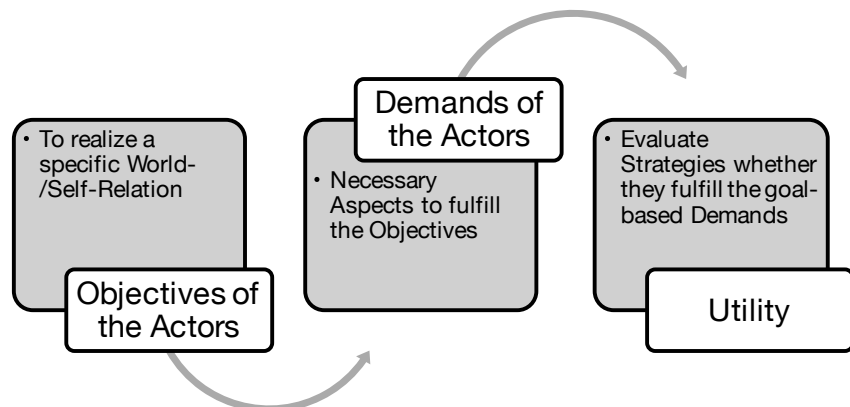 • To realize a
specific World-
/Self-Relation
Objectives of
the Actors
Demands of
the Actors
• Necessary
Aspects to fulfill
the Objectives
• Evaluate
Strategies whether
they fulfill the goal-
based Demands
Utility